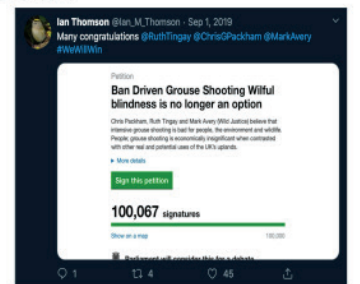 Ian Thomson @Ian_M_Thomson · Sep 1, 2019
Many congratulations @RuthTingay @ChrisGPackham @MarkAvery
#WeWillWin
Petition
Ban Driven Grouse Shooting Wilful
blindness is no longer an option
Chris Packham, Ruth Tingay and Mark Avery (Wild Justice) believe that
intensive grouse shooting is bad for people, the environment and wildlife.
People; grouse shooting is economically insignificant when contrasted
with other real and potential uses of the UK's uplands.
More details
Sign this petition
100,067 signatures
Show on a map 100,000
Parliament will consider this for a debate
1 4 45